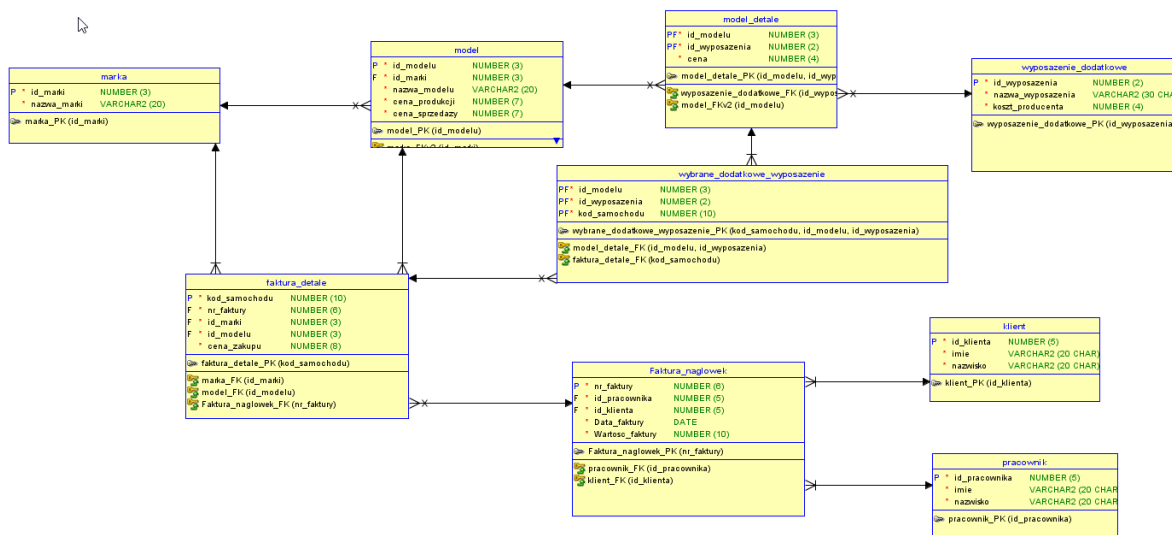 marka
P * id_marki NUMBER (3)
* nazwa_marki VARCHAR2 (20)
marka_PK (id_marki)
model
P * id_modelu NUMBER (3)
F * id_marki NUMBER (3)
* nazwa_modelu VARCHAR2 (20)
* cena_produkcji NUMBER (7)
* cena_sprzedazy NUMBER (7)
model_PK (id_modelu)
model_detale
PF* id_modelu NUMBER (3)
PF* id_wyposazenia NUMBER (2)
* cena NUMBER (4)
model_detale_PK (id_modelu, id_wyp
wyposazenie_dodatkowe_FK (id_wypos
model_FKv2 (id_modelu)
wyposazenie_dodatkowe
P * id_wyposazenia NUMBER (2)
* nazwa_wyposazenia VARCHAR2 (30 CHA
* koszt_producenta NUMBER (4)
wyposazenie_dodatkowe_PK (id_wyposazenia
wybrane_dodatkowe_wyposazenie
PF* id_modelu NUMBER (3)
PF* id_wyposazenia NUMBER (2)
PF* kod_samochodu NUMBER (10)
wybrane_dodatkowe_wyposazenie_PK (kod_samochodu, id_modelu, id_wyposazenia)
model_detale_FK (id_modelu, id_wyposazenia)
faktura_detale_FK (kod_samochodu)
faktura_detale
P * kod_samochodu NUMBER (10)
F * nr_faktury NUMBER (6)
F * id_marki NUMBER (3)
F * id_modelu NUMBER (3)
* cena_zakupu NUMBER (8)
faktura_detale_PK (kod_samochodu)
marka_FK (id_marki)
model_FK (id_modelu)
Faktura_naglowek_FK (nr_faktury)
Faktura_naglowek
P * nr_faktury NUMBER (6)
F * id_pracownika NUMBER (5)
F * id_klienta NUMBER (5)
* Data_faktury DATE
* Wartosc_faktury NUMBER (10)
Faktura_naglowek_PK (nr_faktury)
pracownik_FK (id_pracownika)
klient_FK (id_klienta)
klient
P * id_klienta NUMBER (5)
* imie VARCHAR2 (20 CHAR)
* nazwisko VARCHAR2 (20 CHAR)
klient_PK (id_klienta)
pracownik
P * id_pracownika NUMBER (5)
* imie VARCHAR2 (20 CHAR
* nazwisko VARCHAR2 (20 CHAR
pracownik_PK (id_pracownika)